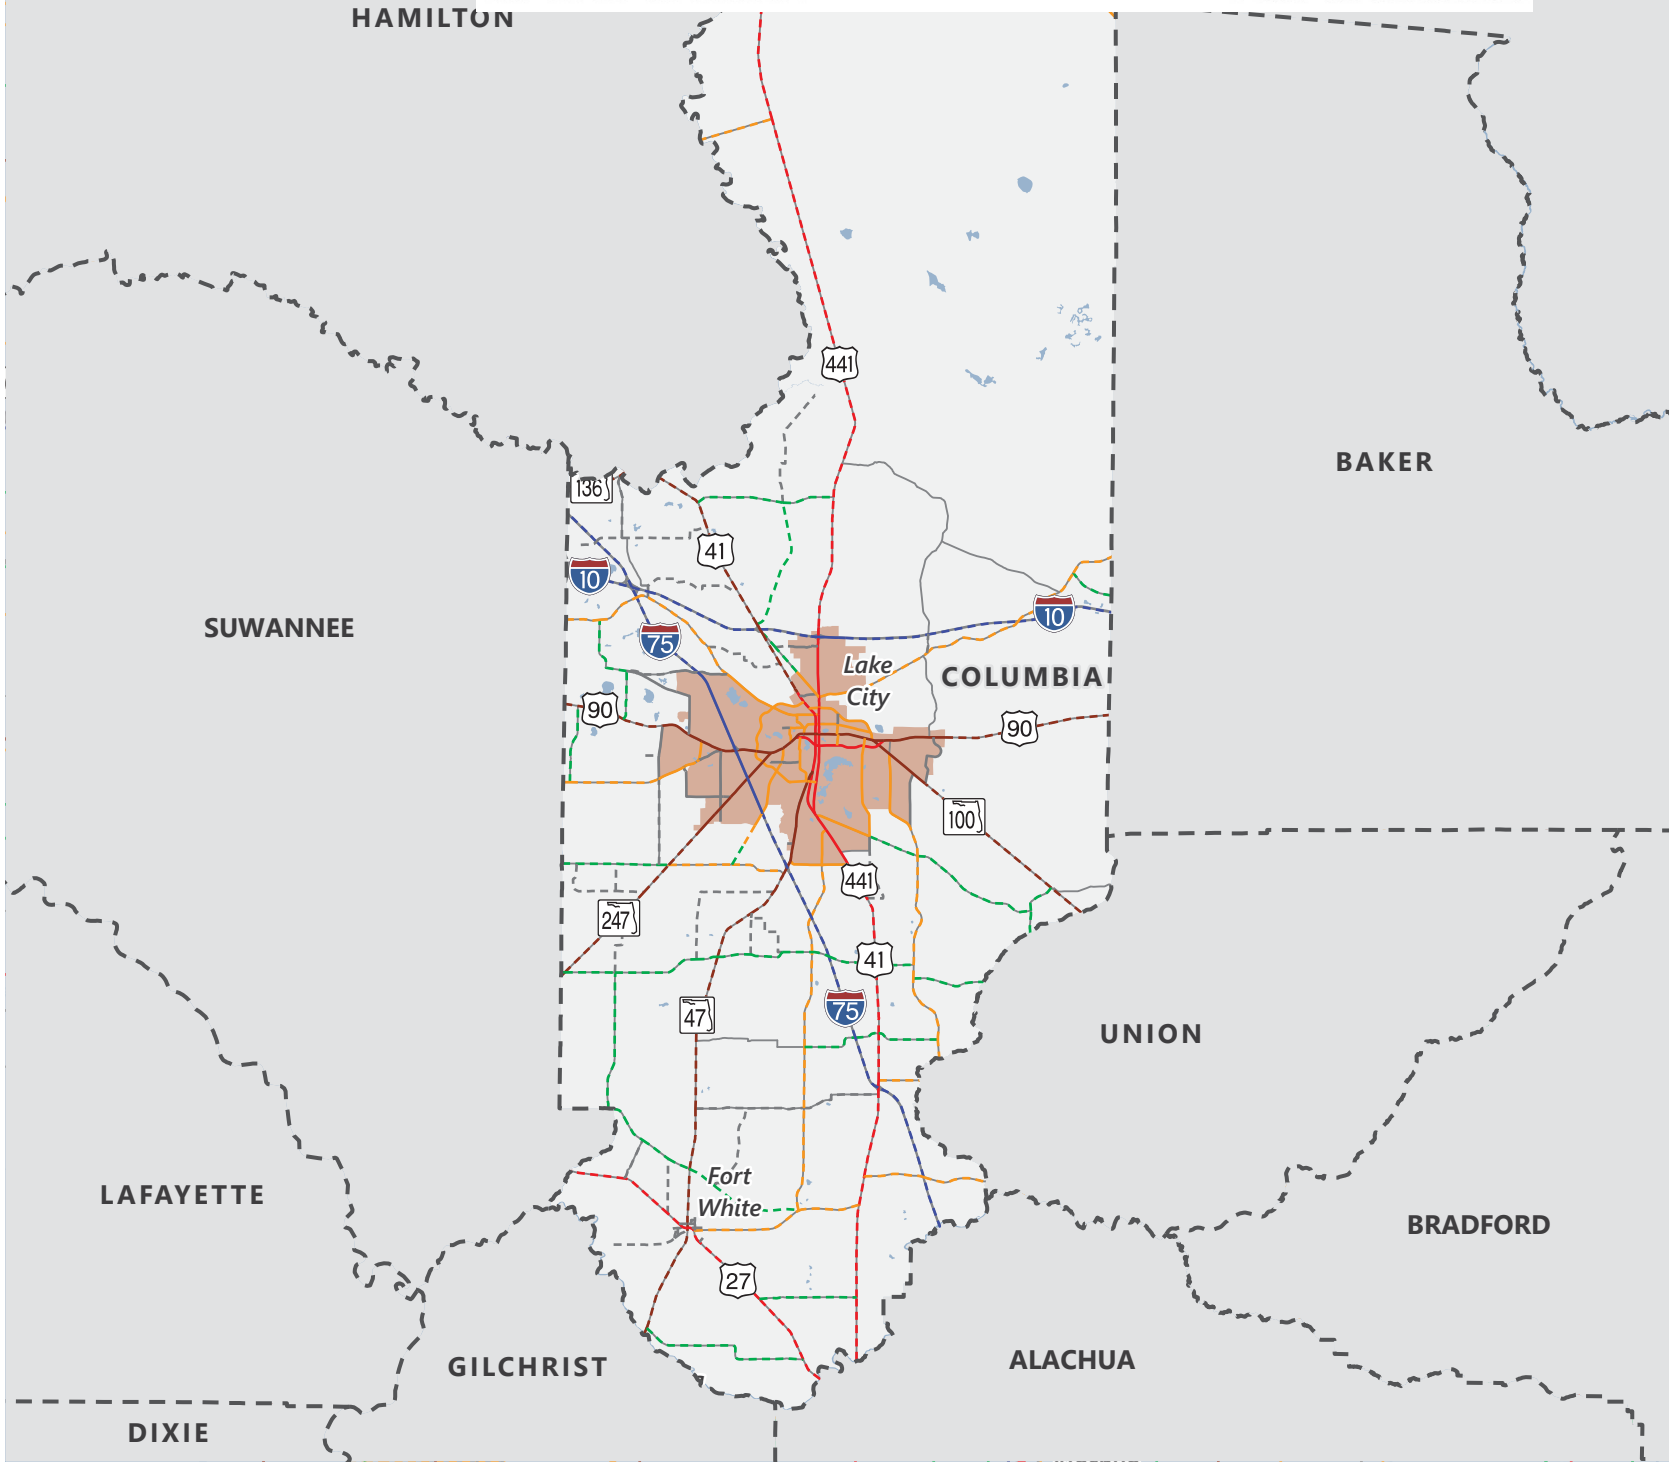 HAMILTON
441
BAKER
136
41
10
10
SUWANNEE
75
Lake
City
COLUMBIA
90
90
100
441
247
41
47
75
UNION
Fort
White
LAFAYETTE
BRADFORD
27
GILCHRIST
ALACHUA
DIXIE